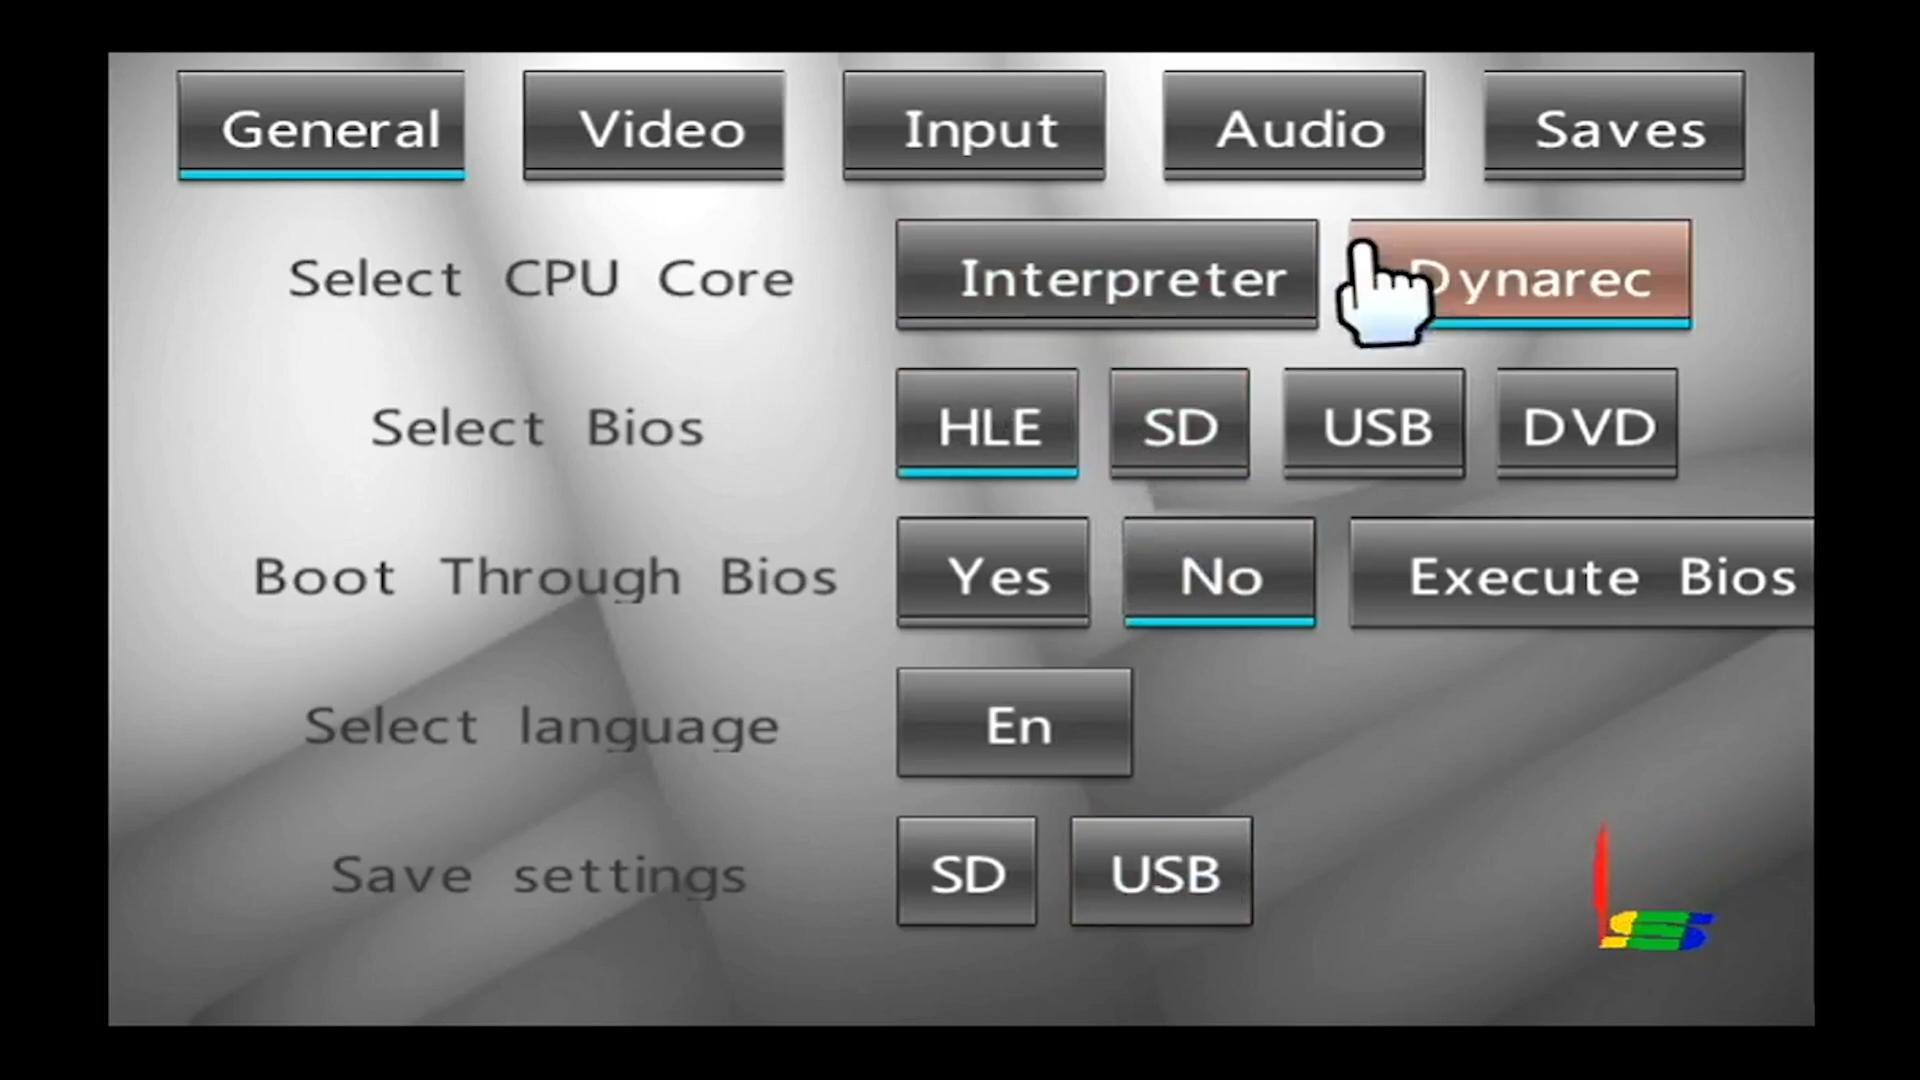 General Video Input Audio Saves
Select CPU Core Interpreter Dynarec
Select Bios HLE SD USB DVD
Boot Through Bios Yes No Execute Bios
Select language En
Save settings SD USB